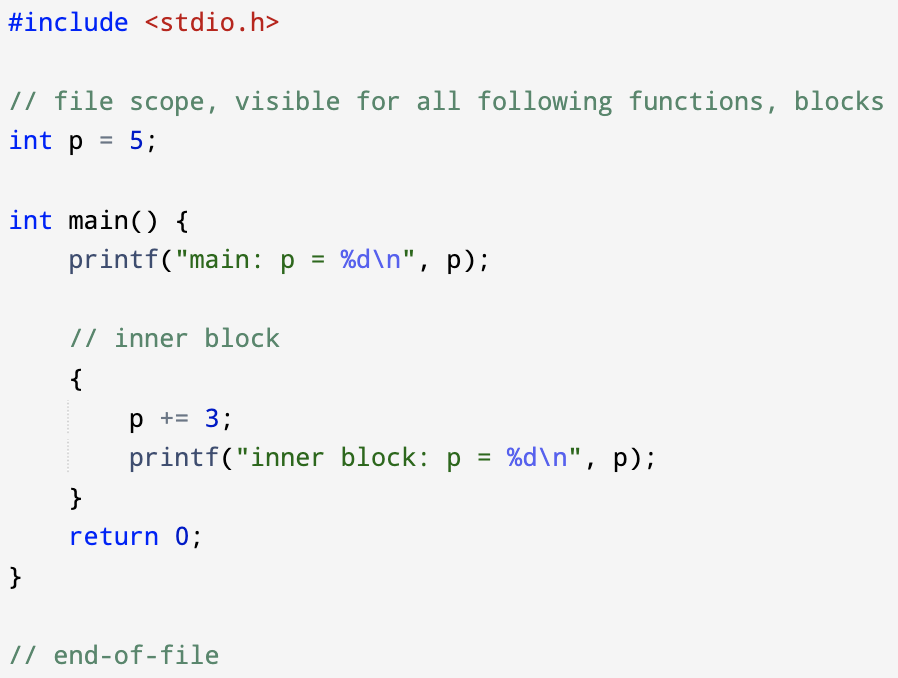 #include <stdio.h>
// file scope, visible for all following functions, blocks
int p = 5;
int main() {
    printf("main: p = %d\n", p);
    // inner block
    {
        p += 3;
        printf("inner block: p = %d\n", p);
    }
    return 0;
}
// end-of-file